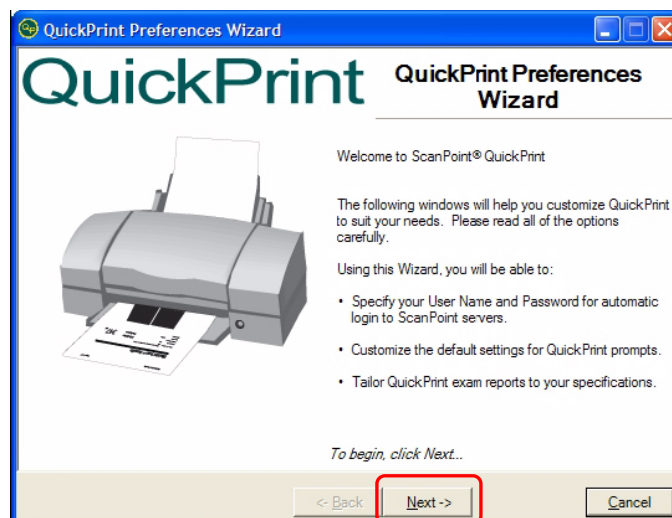 QuickPrint Preferences Wizard
QuickPrint
QuickPrint Preferences
Wizard
Welcome to ScanPoint® QuickPrint
The following windows will help you customize QuickPrint
to suit your needs.  Please read all of the options
carefully.
Using this Wizard, you will be able to:
• Specify your User Name and Password for automatic
login to ScanPoint servers.
• Customize the default settings for QuickPrint prompts.
• Tailor QuickPrint exam reports to your specifications.
To begin, click Next...
<- Back
Next ->
Cancel